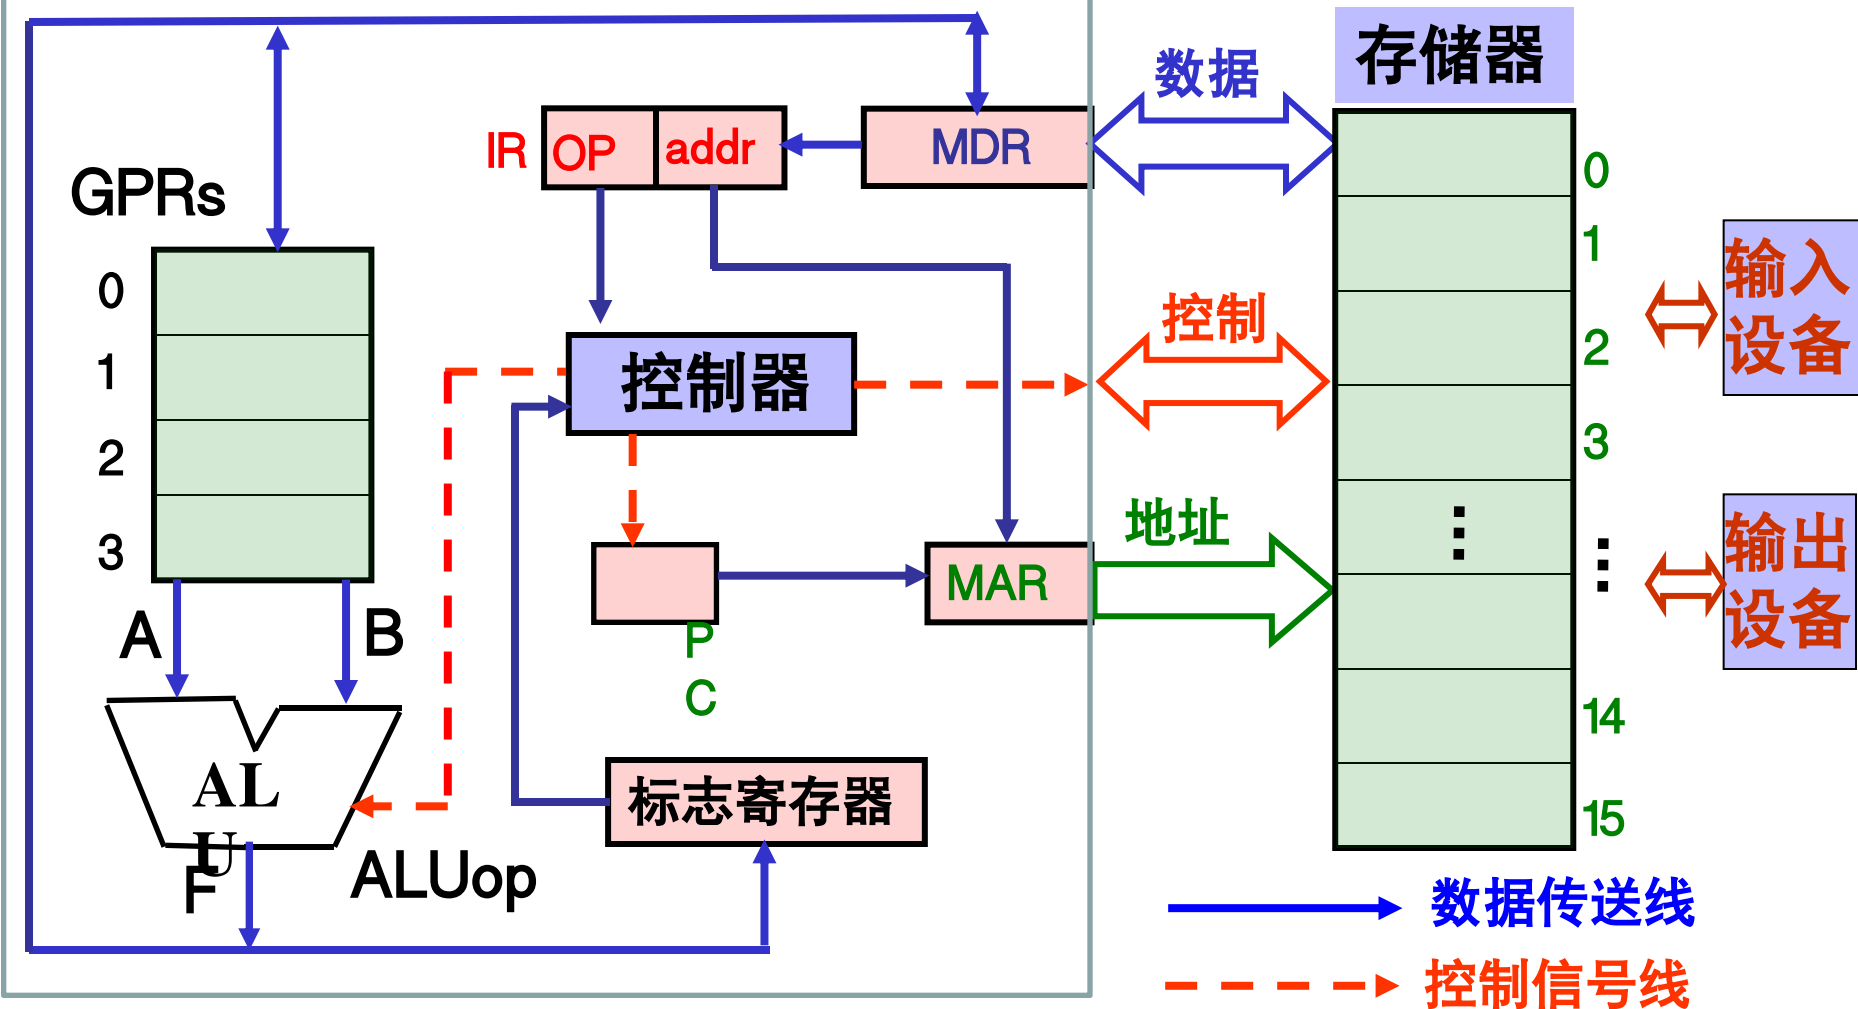 存储器
数据
IR
OP
addr
MDR
GPRs
0
1
2
3
0
1
2
3
⋮
14
15
⋮
输入
设备
控制
控制器
地址
输出
设备
MAR
P
C
A
B
AL
U
F
ALUop
标志寄存器
数据传送线
控制信号线